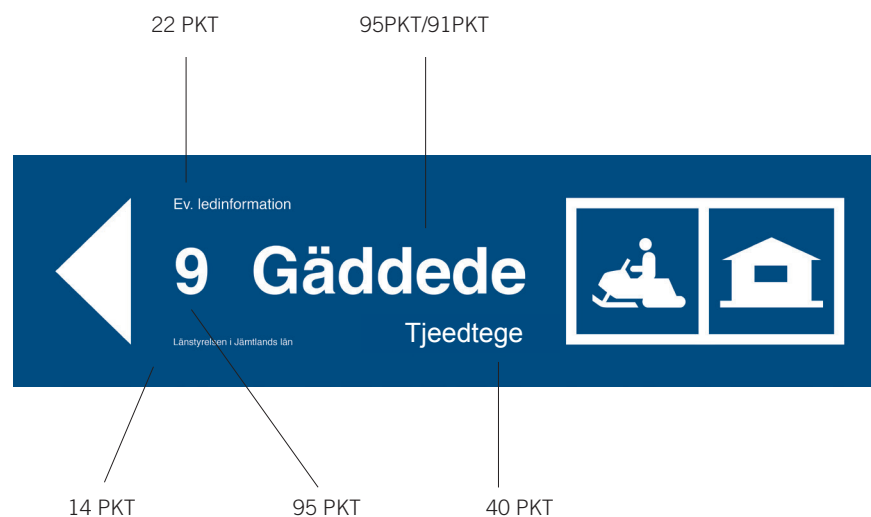 22 PKT 95PKT/91PKT
Ev. ledinformation
9 Gäddede
Tjeedtege
Länstyrelsen i Jämtlands län
14 PKT 95 PKT 40 PKT